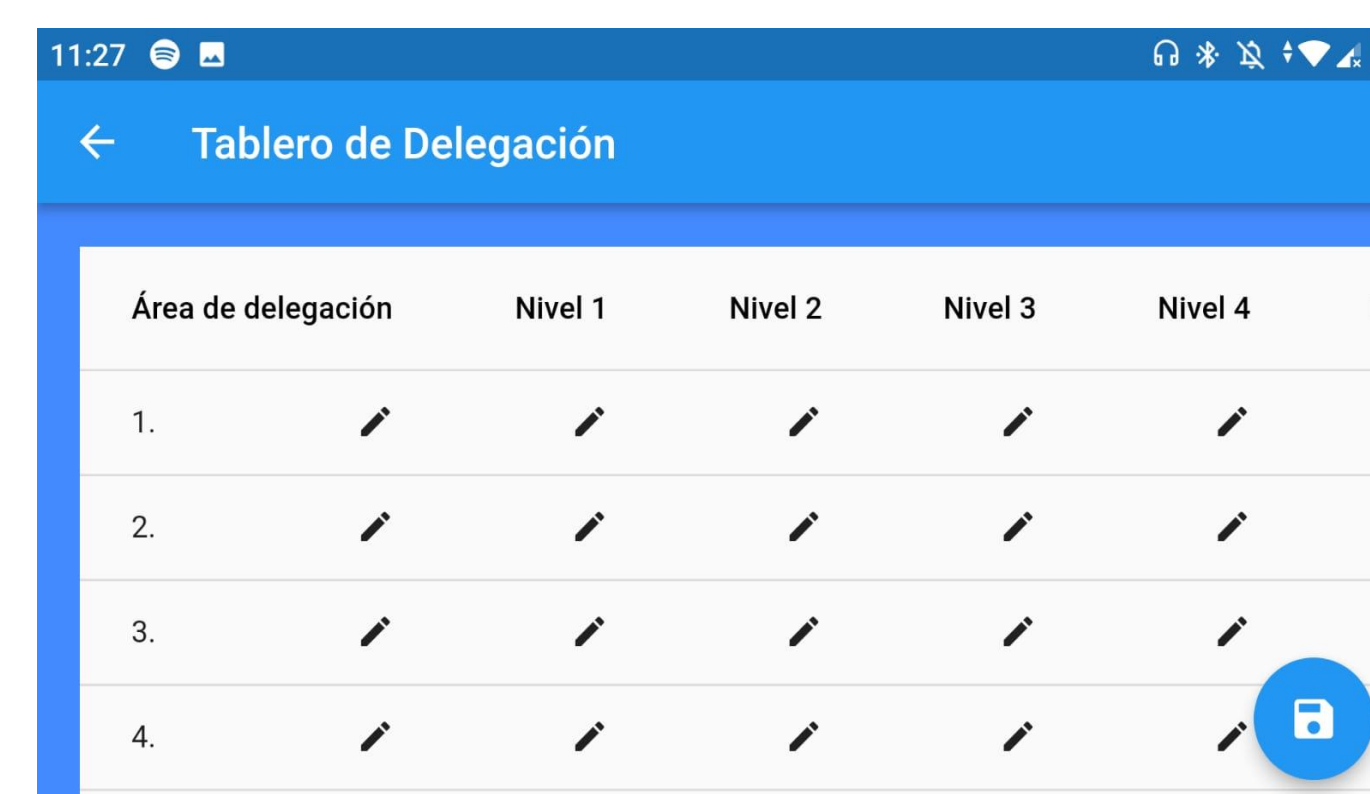 11:27
Tablero de Delegación
Área de delegación Nivel 1 Nivel 2 Nivel 3 Nivel 4
1.
2.
3.
4.